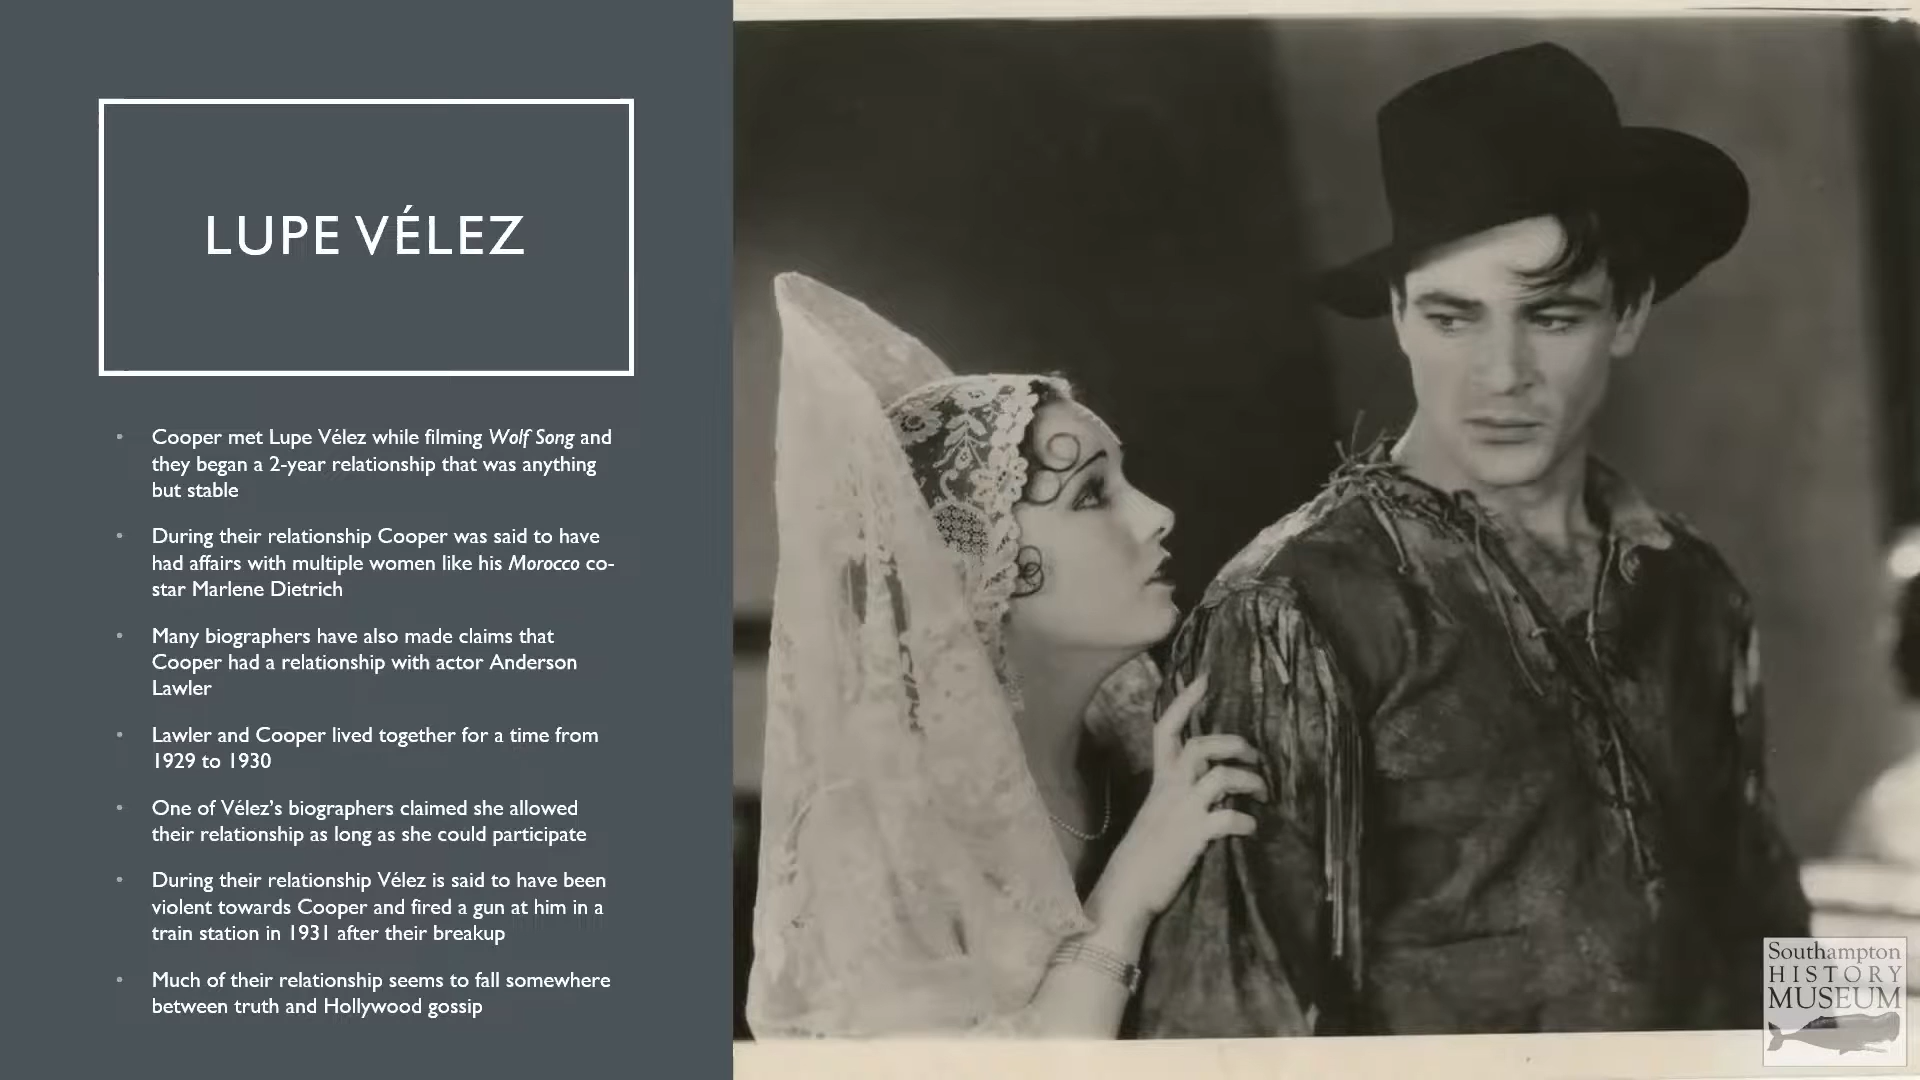 LUPE VÉLEZ
Cooper met Lupe Vélez while filming Wolf Song and
they began a 2-year relationship that was anything
but stable
During their relationship Cooper was said to have
had affairs with multiple women like his Morocco co-
star Marlene Dietrich
Many biographers have also made claims that
Cooper had a relationship with actor Anderson
Lawler
Lawler and Cooper lived together for a time from
1929 to 1930
One of Vélez's biographers claimed she allowed
their relationship as long as she could participate
During their relationship Vélez is said to have been
violent towards Cooper and fired a gun at him in a
train station in 1931 after their breakup
Much of their relationship seems to fall somewhere
between truth and Hollywood gossip
Southampton
HISTORY
MUSEUM